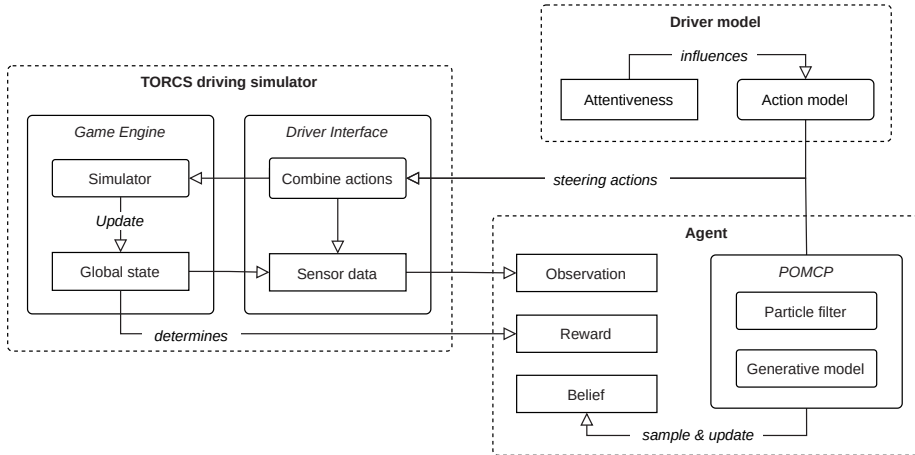 Driver model
influences
Attentiveness
Action model
TORCS driving simulator
Game Engine
Driver Interface
Simulator
Combine actions
steering actions
Update
Global state
Sensor data
determines
Agent
Observation
Reward
Belief
POMCP
Particle filter
Generative model
sample & update